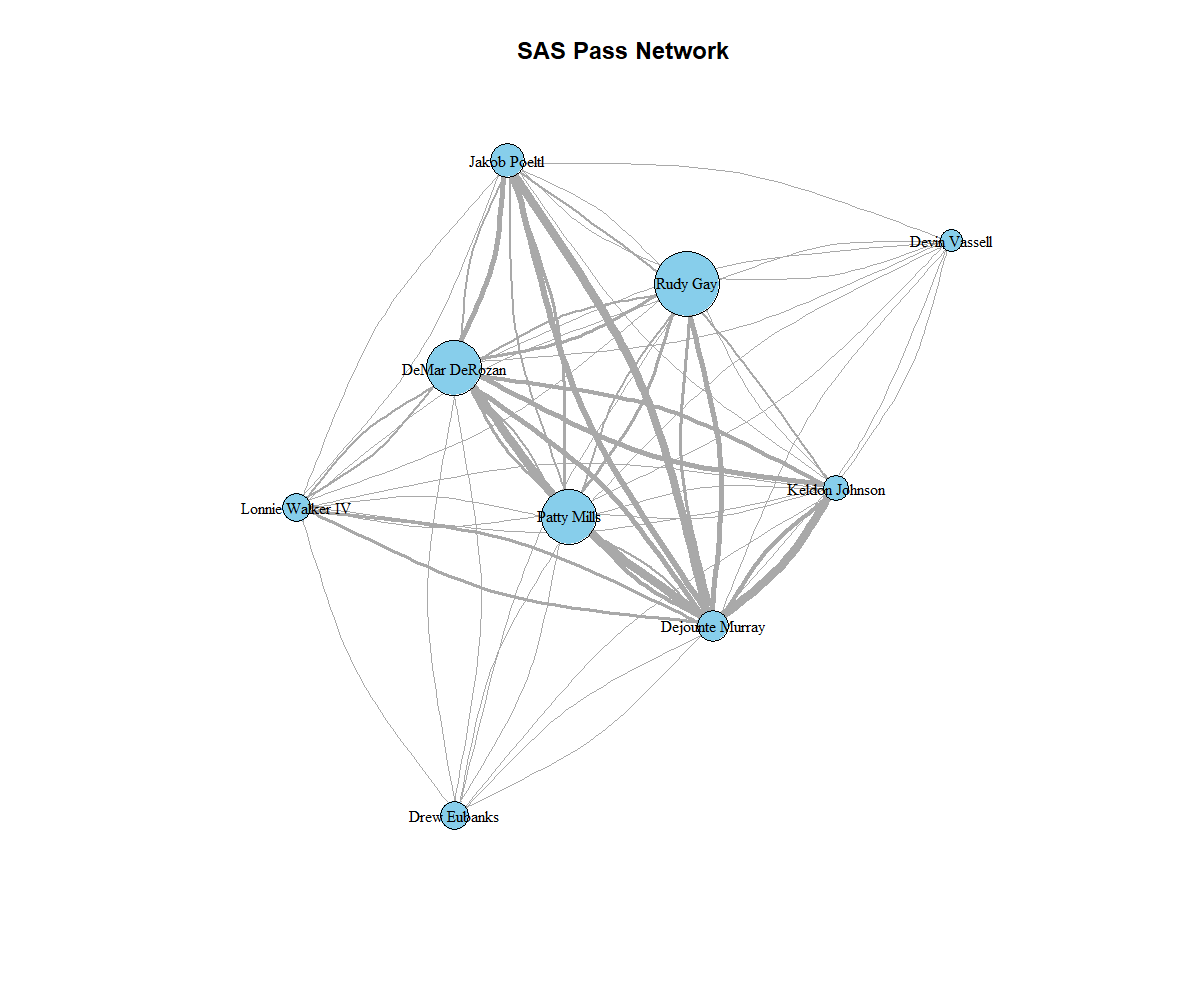 SAS Pass Network
Jakob Poeltl
Devin Vassell
Rudy Gay
DeMar DeRozan
Keldon Johnson
Lonnie Walker IV
Patty Mills
Dejounte Murray
Drew Eubanks